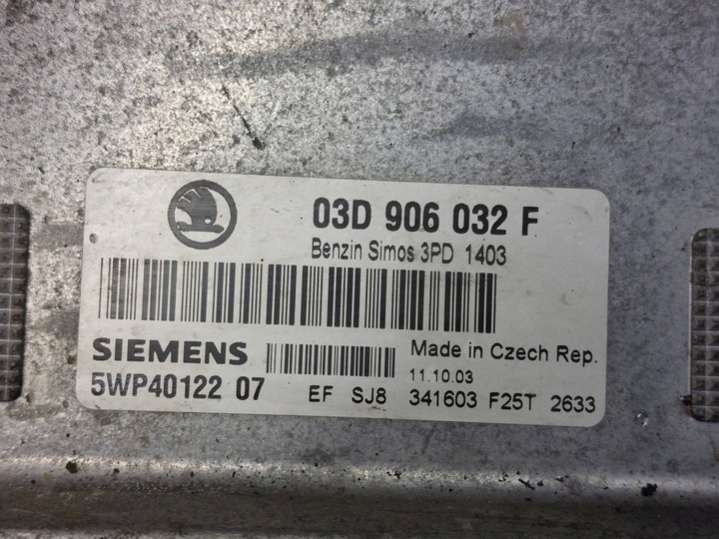 03D 906 032 F
Benzin Simos 3PD 1403
SIEMENS
Made in Czech Rep.
11.10.03
5WP40122 07
EF SJ8 341603 F25T 2633